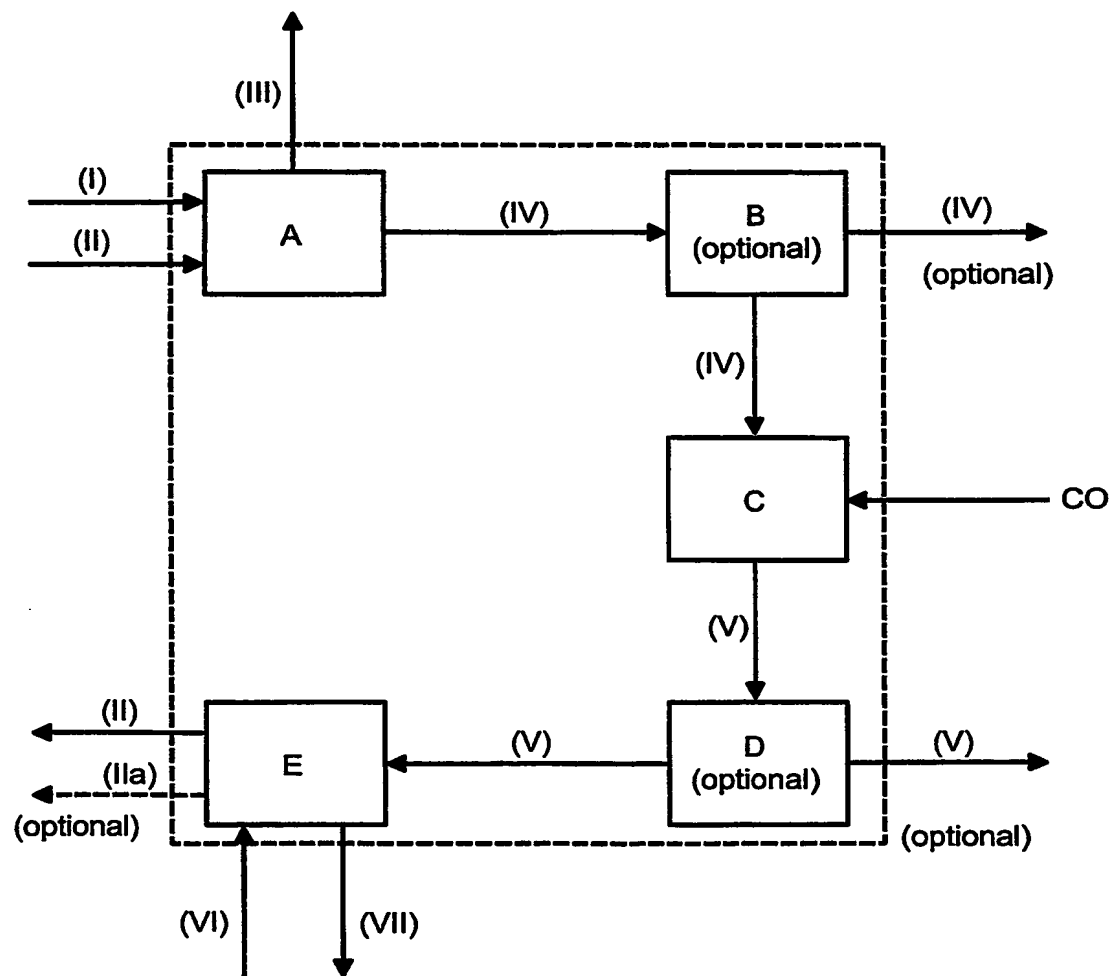 (III)
(I)
(II)
A
(IV)
B
(optional)
(IV)
(optional)
(IV)
C
CO
(V)
(II)
(IIa)
(optional)
E
(V)
D
(optional)
(V)
(optional)
(VI)
(VII)